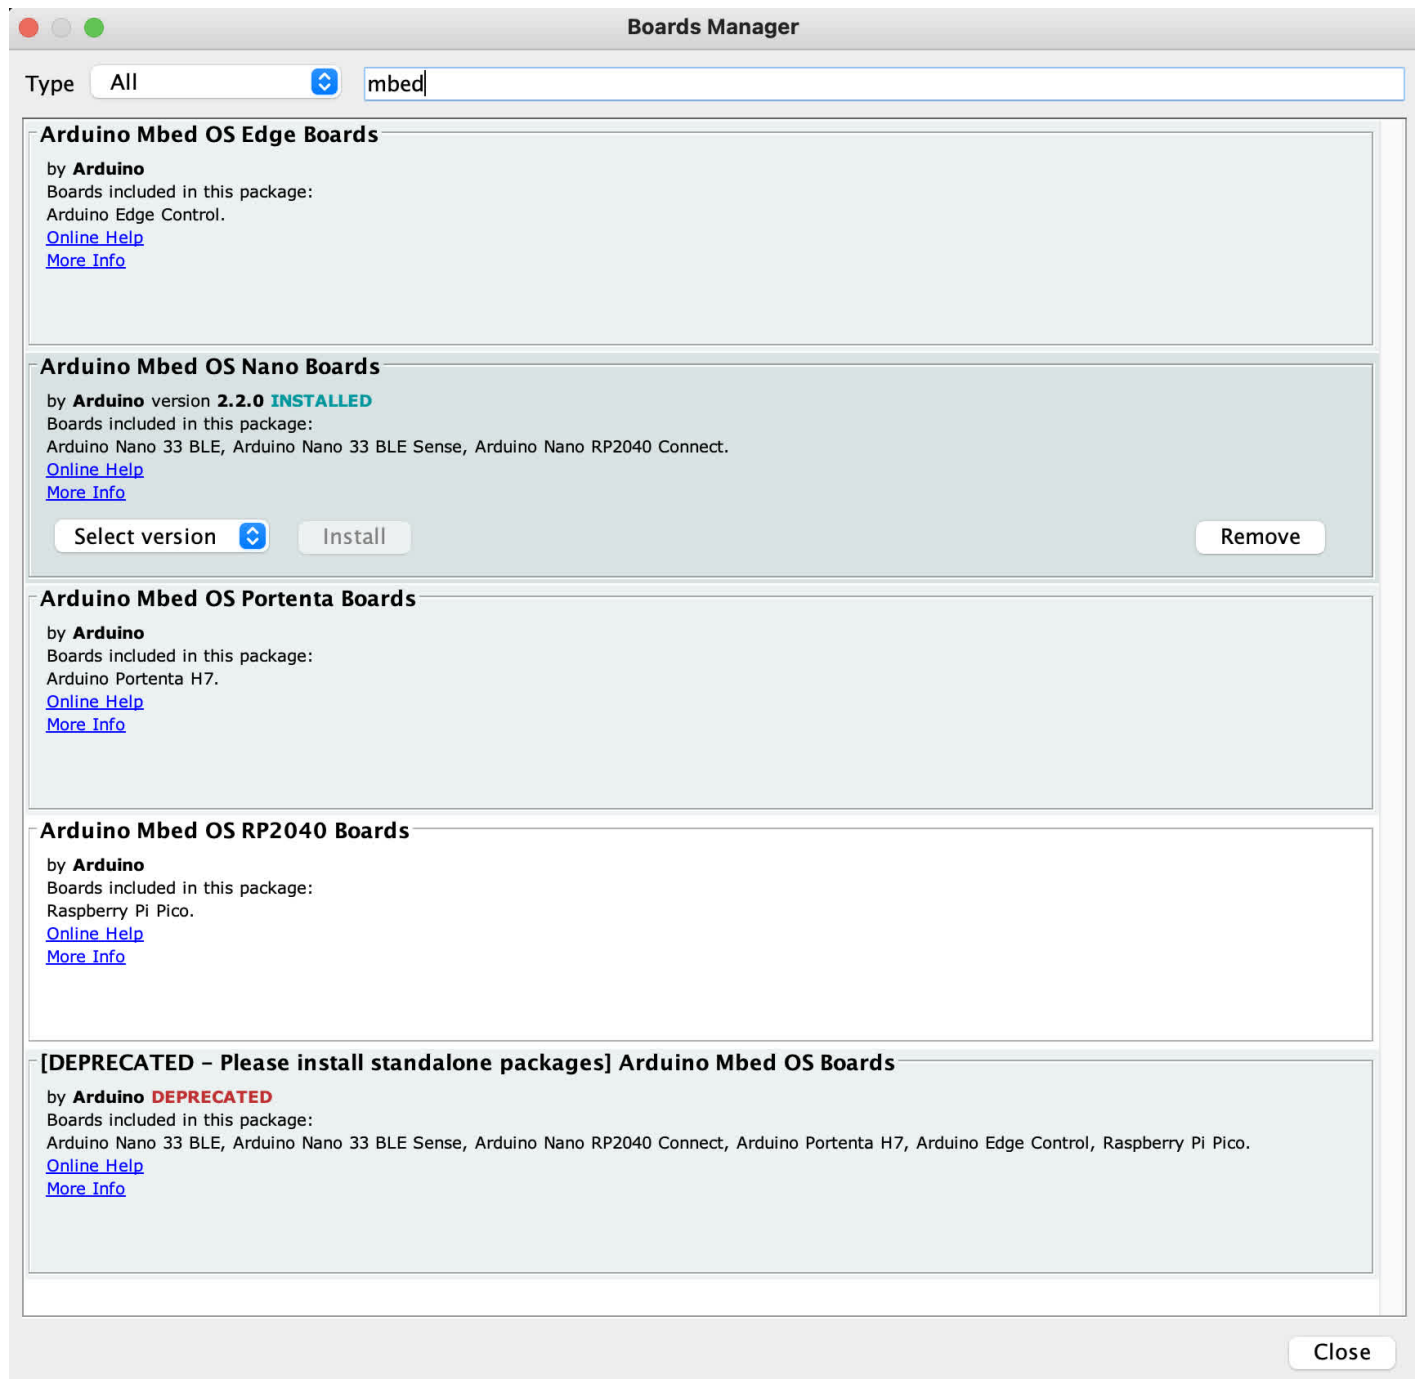 Boards Manager
Type All mbed
Arduino Mbed OS Edge Boards
by Arduino
Boards included in this package:
Arduino Edge Control.
Online Help
More Info
Arduino Mbed OS Nano Boards
by Arduino version 2.2.0 INSTALLED
Boards included in this package:
Arduino Nano 33 BLE, Arduino Nano 33 BLE Sense, Arduino Nano RP2040 Connect.
Online Help
More Info
Select version Install Remove
Arduino Mbed OS Portenta Boards
by Arduino
Boards included in this package:
Arduino Portenta H7.
Online Help
More Info
Arduino Mbed OS RP2040 Boards
by Arduino
Boards included in this package:
Raspberry Pi Pico.
Online Help
More Info
[DEPRECATED – Please install standalone packages] Arduino Mbed OS Boards
by Arduino DEPRECATED
Boards included in this package:
Arduino Nano 33 BLE, Arduino Nano 33 BLE Sense, Arduino Nano RP2040 Connect, Arduino Portenta H7, Arduino Edge Control, Raspberry Pi Pico.
Online Help
More Info
Close